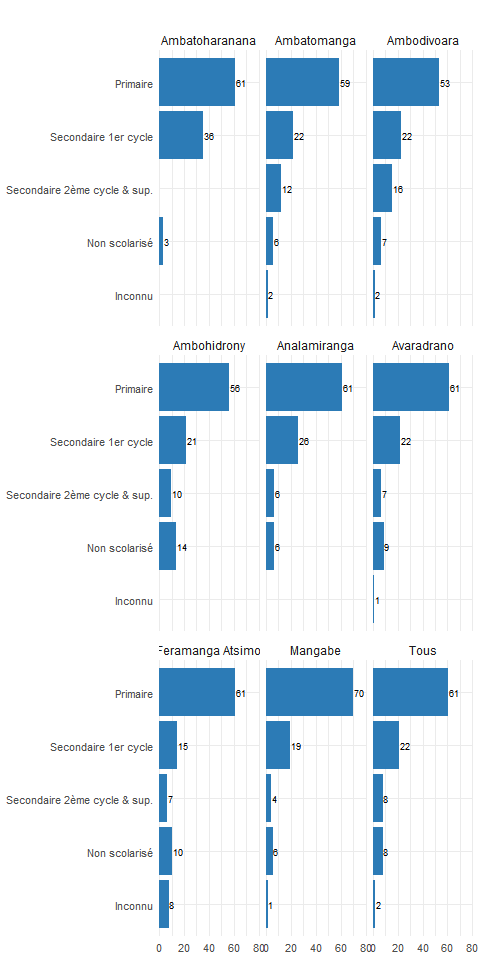 Ambatoharanana Ambatomanga Ambodivoara
Primaire 61 59 53
Secondaire 1er cycle 36 22 22
Secondaire 2ème cycle & sup. 12 16
Non scolarisé 3 6 7
Inconnu 2 2
Ambohidrony Analamiranga Avaradrano
Primaire 56 61 61
Secondaire 1er cycle 21 26 22
Secondaire 2ème cycle & sup. 10 6 7
Non scolarisé 14 6 9
Inconnu 1
Feramanga Atsimo Mangabe Tous
Primaire 61 70 61
Secondaire 1er cycle 15 19 22
Secondaire 2ème cycle & sup. 7 4 8
Non scolarisé 10 6 8
Inconnu 8 1 2
0 20 40 60 80 0 20 40 60 80 0 20 40 60 80